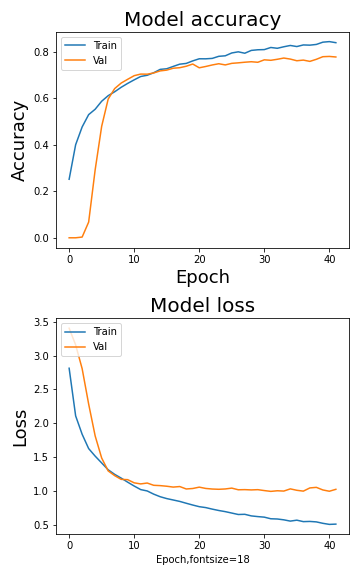 Model accuracy
Train
Val
0.8
0.6
0.4
0.2
0.0
Accuracy
0 10 20 30 40
Epoch
Model loss
Train
Val
3.5
3.0
2.5
2.0
1.5
1.0
0.5
Loss
0 10 20 30 40
Epoch,fontsize=18